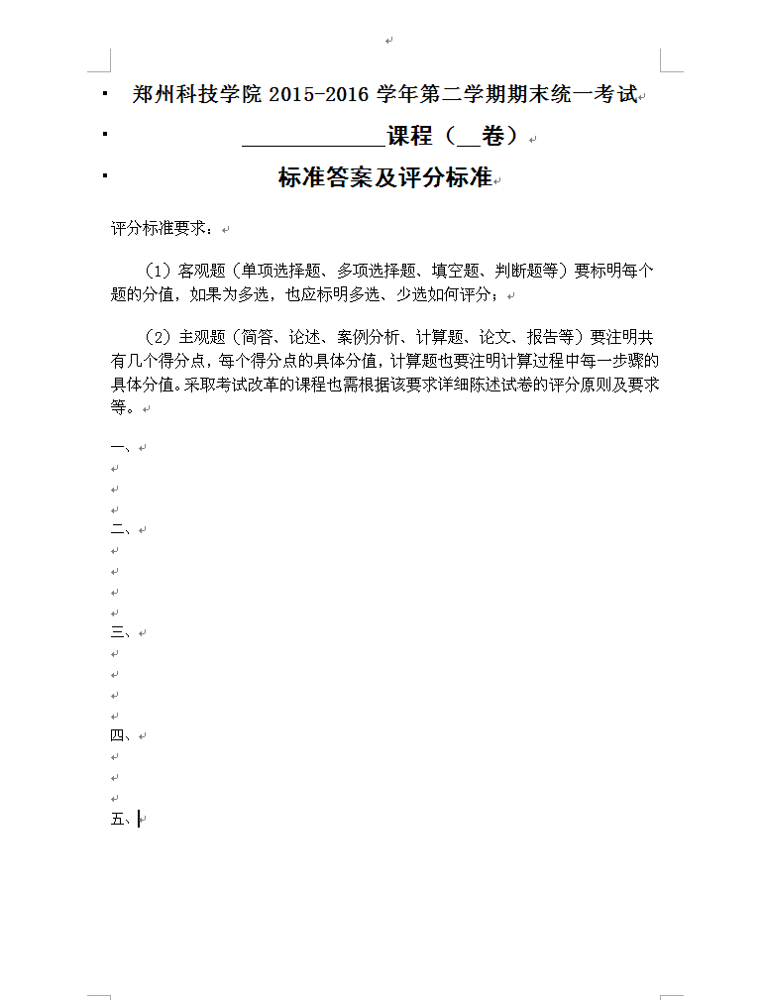 郑州科技学院 2015-2016 学年第二学期期末统一考试
____________课程（__卷）
标准答案及评分标准
评分标准要求：
（1）客观题（单项选择题、多项选择题、填空题、判断题等）要标明每个
题的分值，如果为多选，也应标明多选、少选如何评分；
（2）主观题（简答、论述、案例分析、计算题、论文、报告等）要注明共
有几个得分点，每个得分点的具体分值，计算题也要注明计算过程中每一步骤的
具体分值。采取考试改革的课程也需根据该要求详细陈述试卷的评分原则及要求
等。
一、
二、
三、
四、
五、